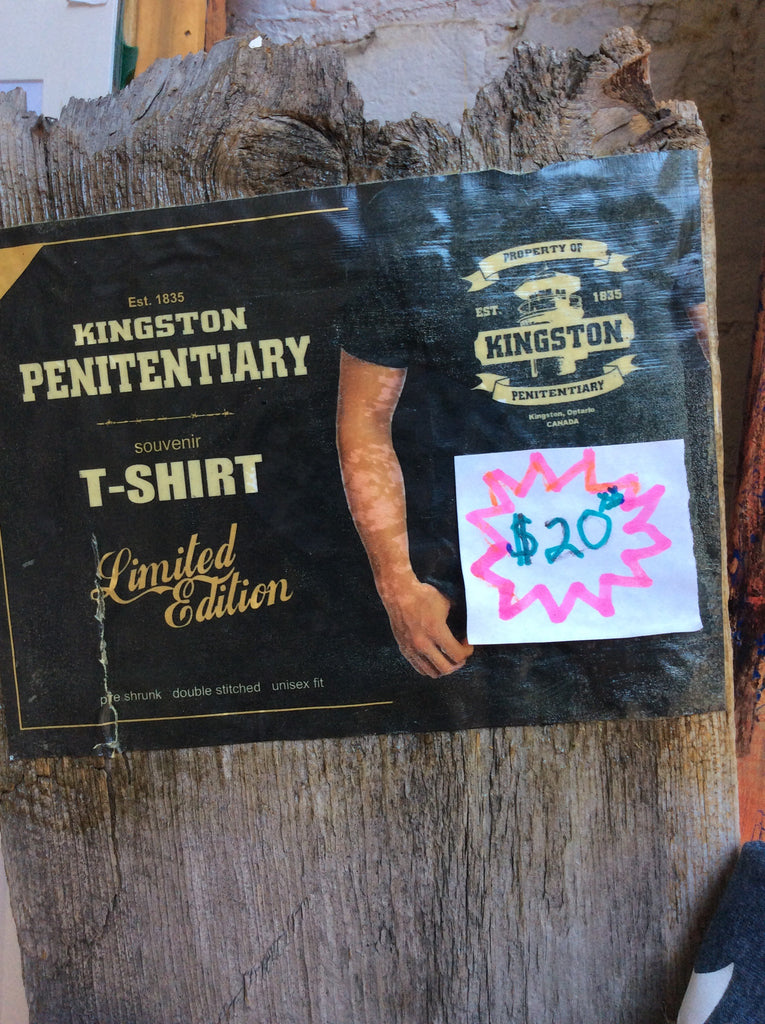 Est. 1835
KINGSTON
PENITENTIARY
souvenir
T-SHIRT
Limited
Edition
pre shrunk double stitched unisex fit
PROPERTY OF
EST 1835
KINGSTON
PENITENTIARY
Kingston, Ontario
CANADA
$20